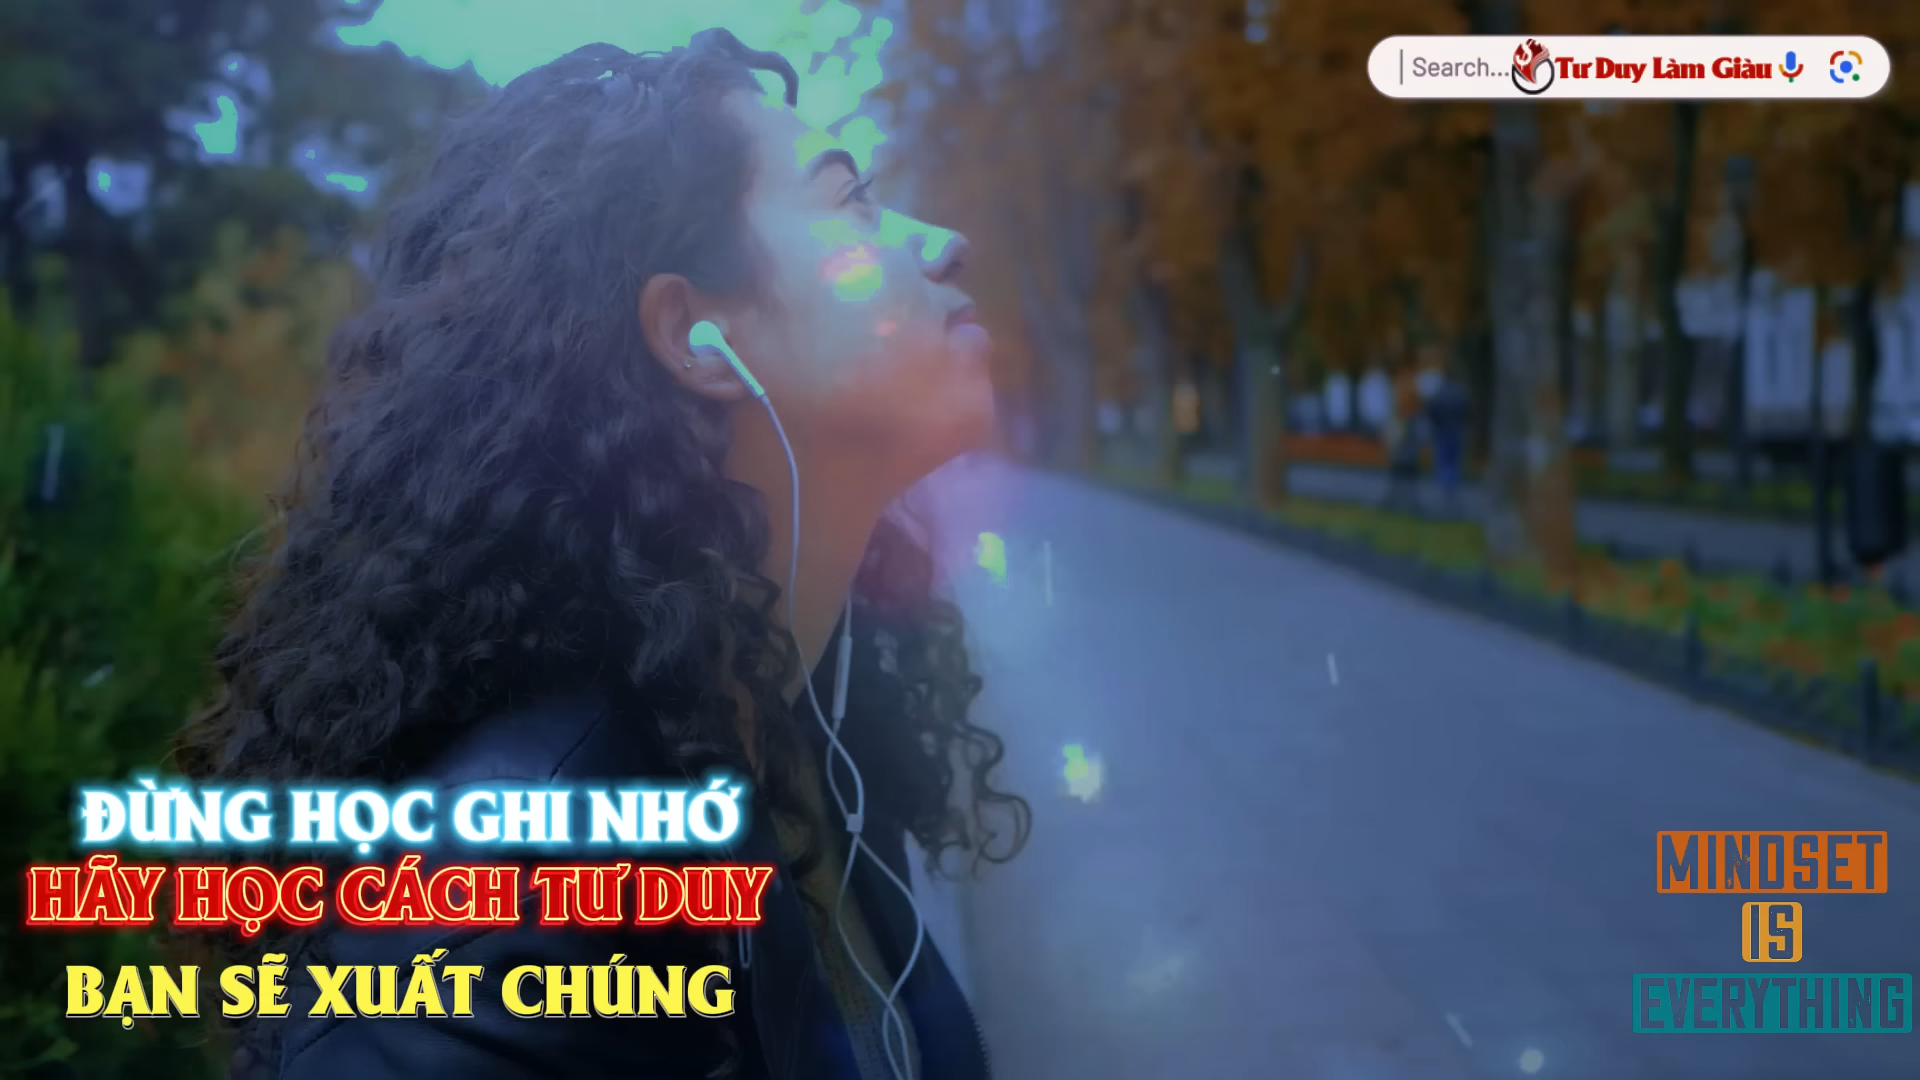 Search... Tư Duy Làm Giàu
ĐỪNG HỌC GHI NHỚ
HÃY HỌC CÁCH TƯ DUY
BẠN SẼ XUẤT CHÚNG
MINDSET
IS
EVERYTHING